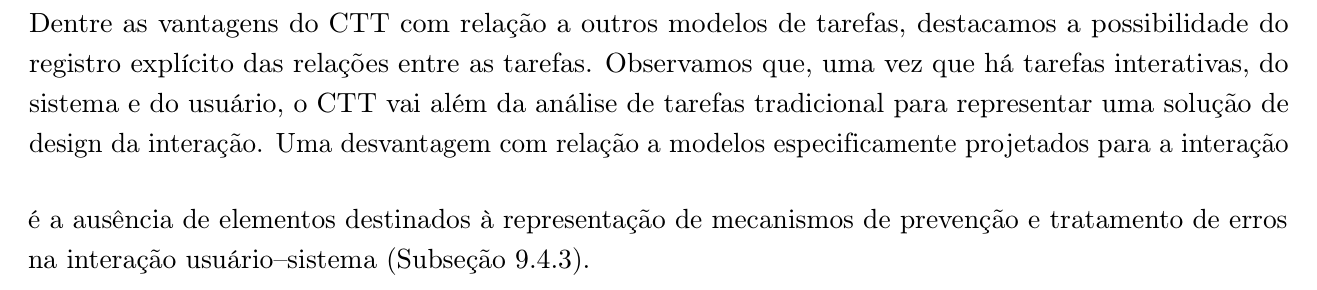 Dentre as vantagens do CTT com relação a outros modelos de tarefas, destacamos a possibilidade do
registro explícito das relações entre as tarefas. Observamos que, uma vez que há tarefas interativas, do
sistema e do usuário, o CTT vai além da análise de tarefas tradicional para representar uma solução de
design da interação. Uma desvantagem com relação a modelos especificamente projetados para a interação
é a ausência de elementos destinados à representação de mecanismos de prevenção e tratamento de erros
na interação usuário–sistema (Subseção 9.4.3).